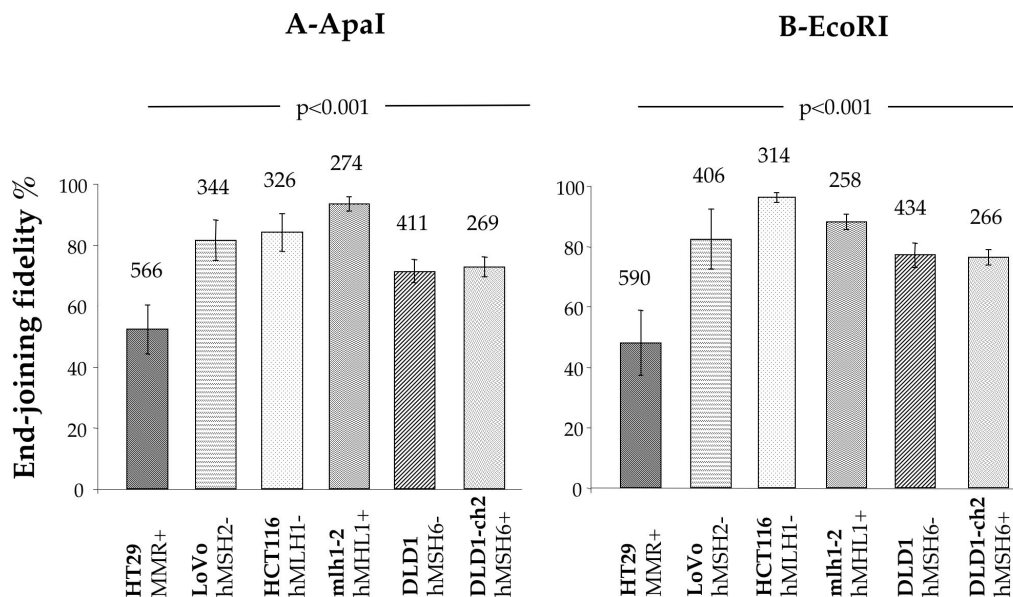 A-ApaI
B-EcoRI
p<0.001
p<0.001
End-joining fidelity %
100
80
60
40
20
0
566
344
326
274
411
269
HT29
MMR+
LoVo
hMSH2-
HCT116
hMLH1-
mlh1-2
hMHL1+
DLD1
hMSH6-
DLD1-ch2
hMSH6+
100
80
60
40
20
0
590
406
314
258
434
266
HT29
MMR+
LoVo
hMSH2-
HCT116
hMLH1-
mlh1-2
hMHL1+
DLD1
hMSH6-
DLD1-ch2
hMSH6+